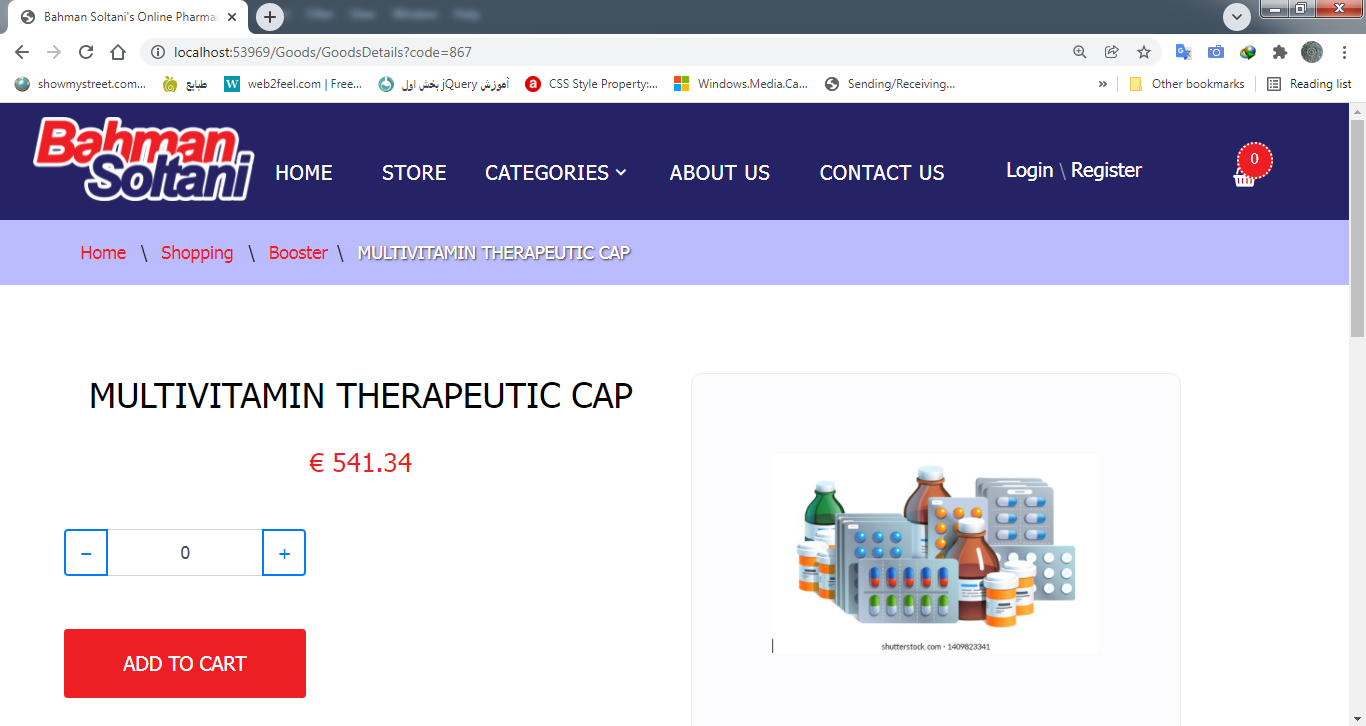 Bahman Soltani's Online Pharma
localhost:53969/Goods/GoodsDetails?code=867
showmystreet.com... طبایع web2feel.com | Free... آموزش jQuery بخش اول CSS Style Property:... Windows.Media.Ca... Sending/Receiving... » Other bookmarks Reading list
Bahman
Soltani
HOME STORE CATEGORIES ABOUT US CONTACT US Login \ Register 0
Home \ Shopping \ Booster \ MULTIVITAMIN THERAPEUTIC CAP
MULTIVITAMIN THERAPEUTIC CAP
€ 541.34
− 0 +
ADD TO CART
shutterstock.com · 1409823341